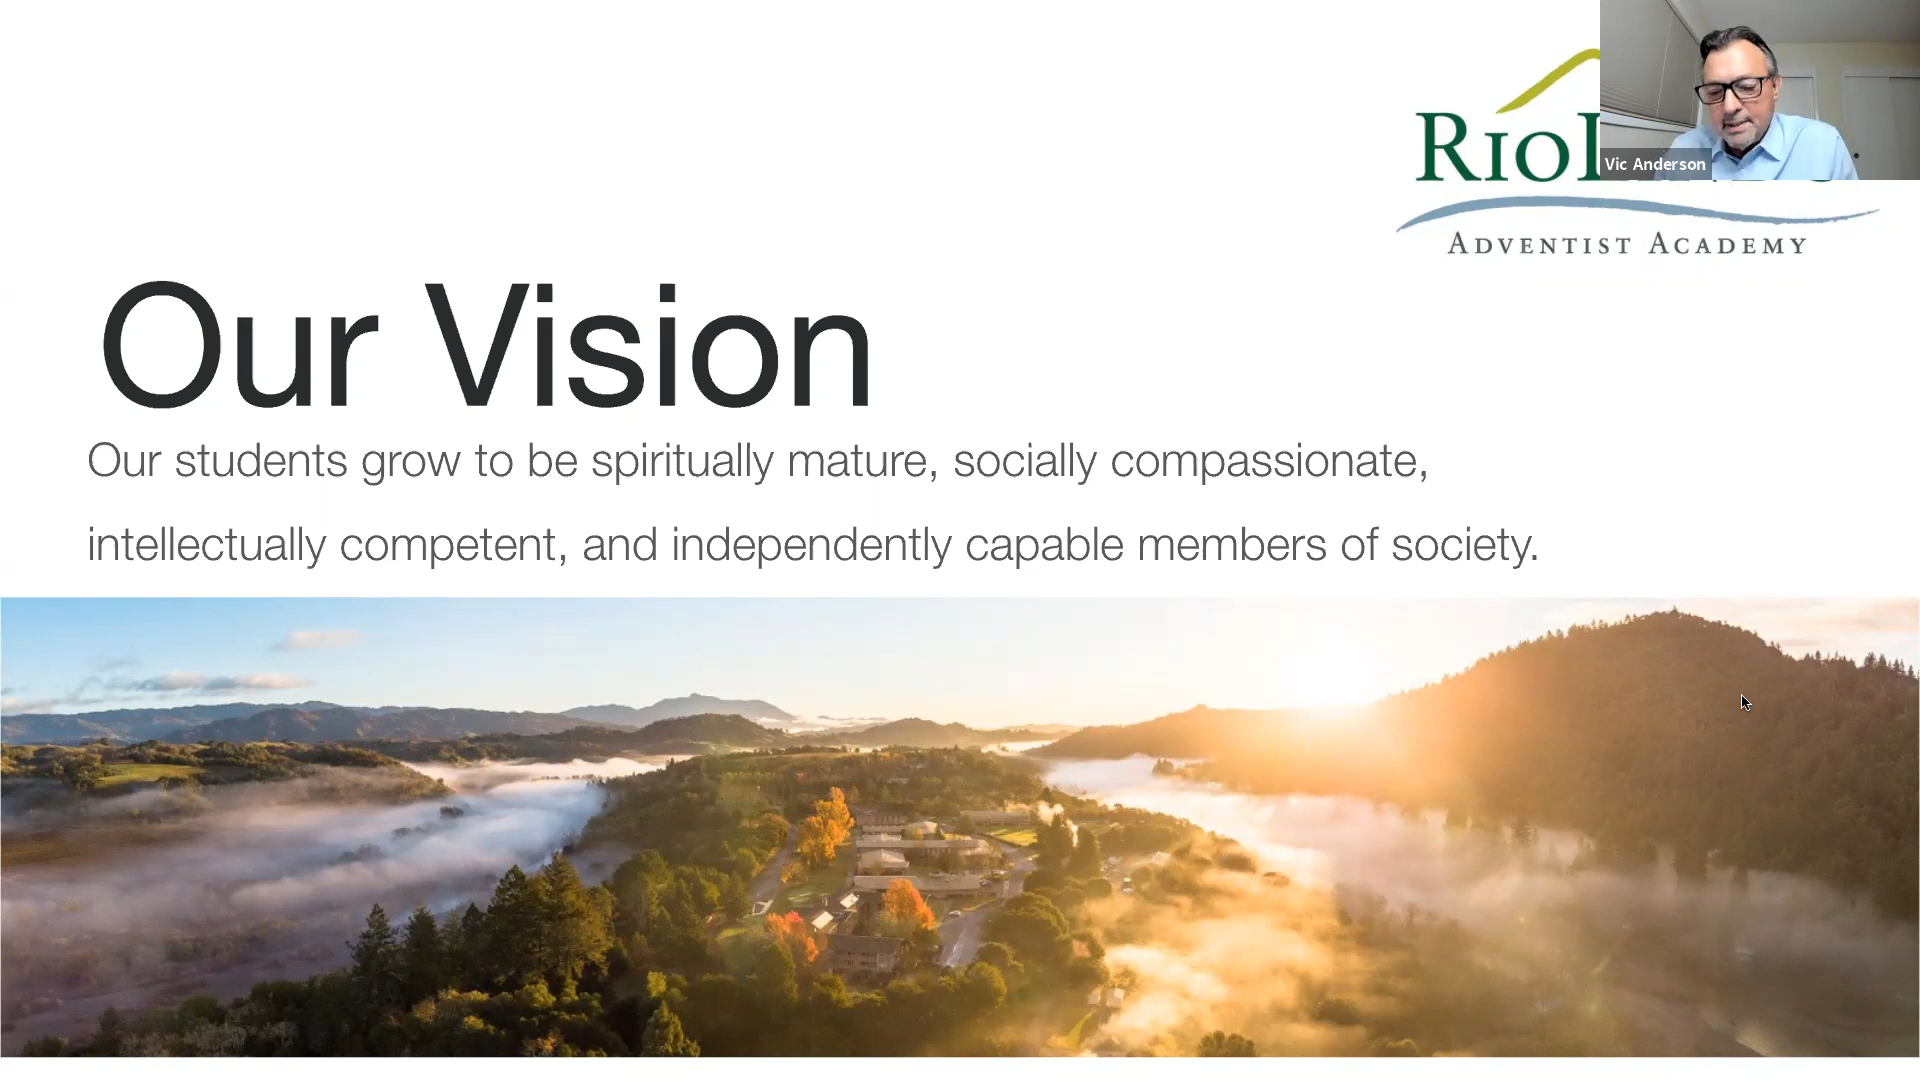 Vic Anderson
RIO
ADVENTIST ACADEMY
Our Vision
Our students grow to be spiritually mature, socially compassionate,
intellectually competent, and independently capable members of society.